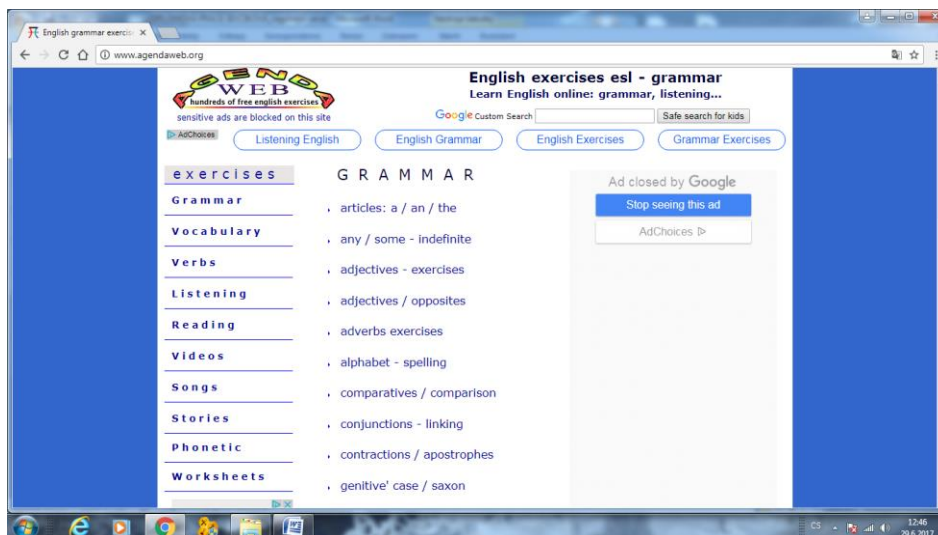 English grammar exercis
www.agendaweb.org
AGENDA
WEB
hundreds of free english exercises
sensitive ads are blocked on this site
English exercises esl - grammar
Learn English online: grammar, listening...
Google Custom Search
Safe search for kids
AdChoices
Listening English
English Grammar
English Exercises
Grammar Exercises
exercises
Grammar
Vocabulary
Verbs
Listening
Reading
Videos
Songs
Stories
Phonetic
Worksheets
GRAMMAR
articles: a / an / the
any / some - indefinite
adjectives - exercises
adjectives / opposites
adverbs exercises
alphabet - spelling
comparatives / comparison
conjunctions - linking
contractions / apostrophes
genitive' case / saxon
Ad closed by Google
Stop seeing this ad
AdChoices
CS
12:46
29.6.2017